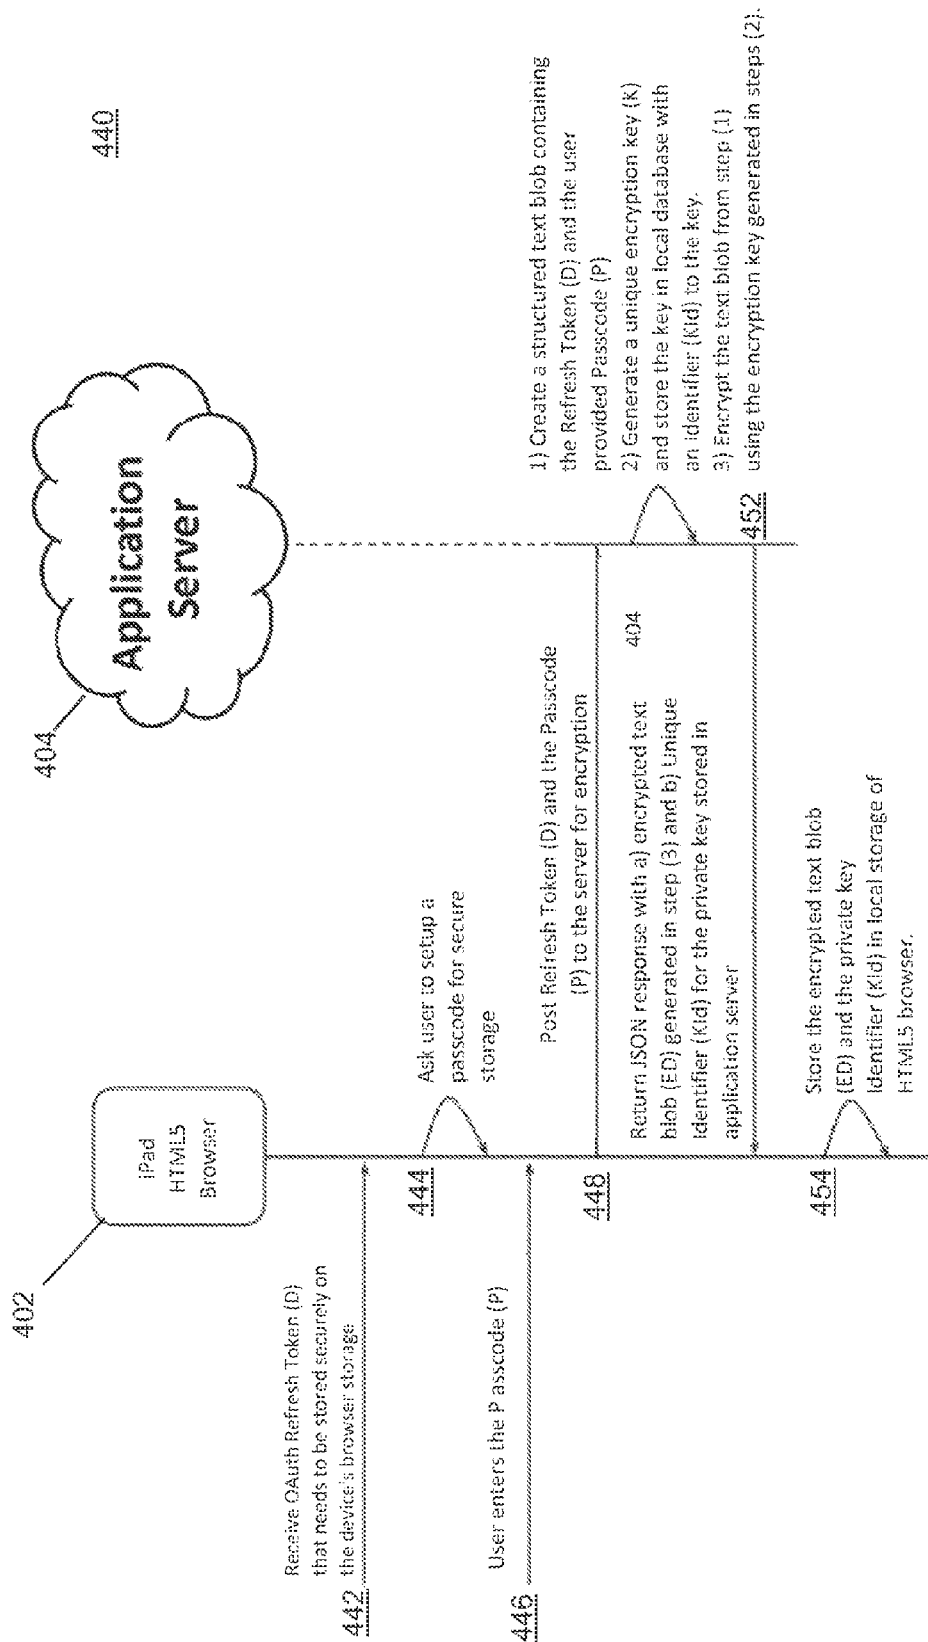 440
402
iPad
HTML5
Browser
404
Application
Server
Receive OAuth Refresh Token (D)
that needs to be stored securely on
the device's browser storage
442
444
Ask user to setup a
passcode for secure
storage
User enters the P asscode (P)
446
Post Refresh Token (D) and the Passcode
(P) to the server for encryption
448
1) Create a structured text blob containing
the Refresh Token (D) and the user
provided Passcode (P)
2) Generate a unique encryption key (K)
and store the key in local database with
an Identifier (KId) to the key.
3) Encrypt the text blob from step (1)
using the encryption key generated in steps (2).
404
Return JSON response with a) encrypted text
blob (ED) generated in step (3) and b) Unique
Identifier (KId) for the private key stored in
application server
452
454
Store the encrypted text blob
(ED) and the private key
Identifier (KId) in local storage of
HTML5 browser.